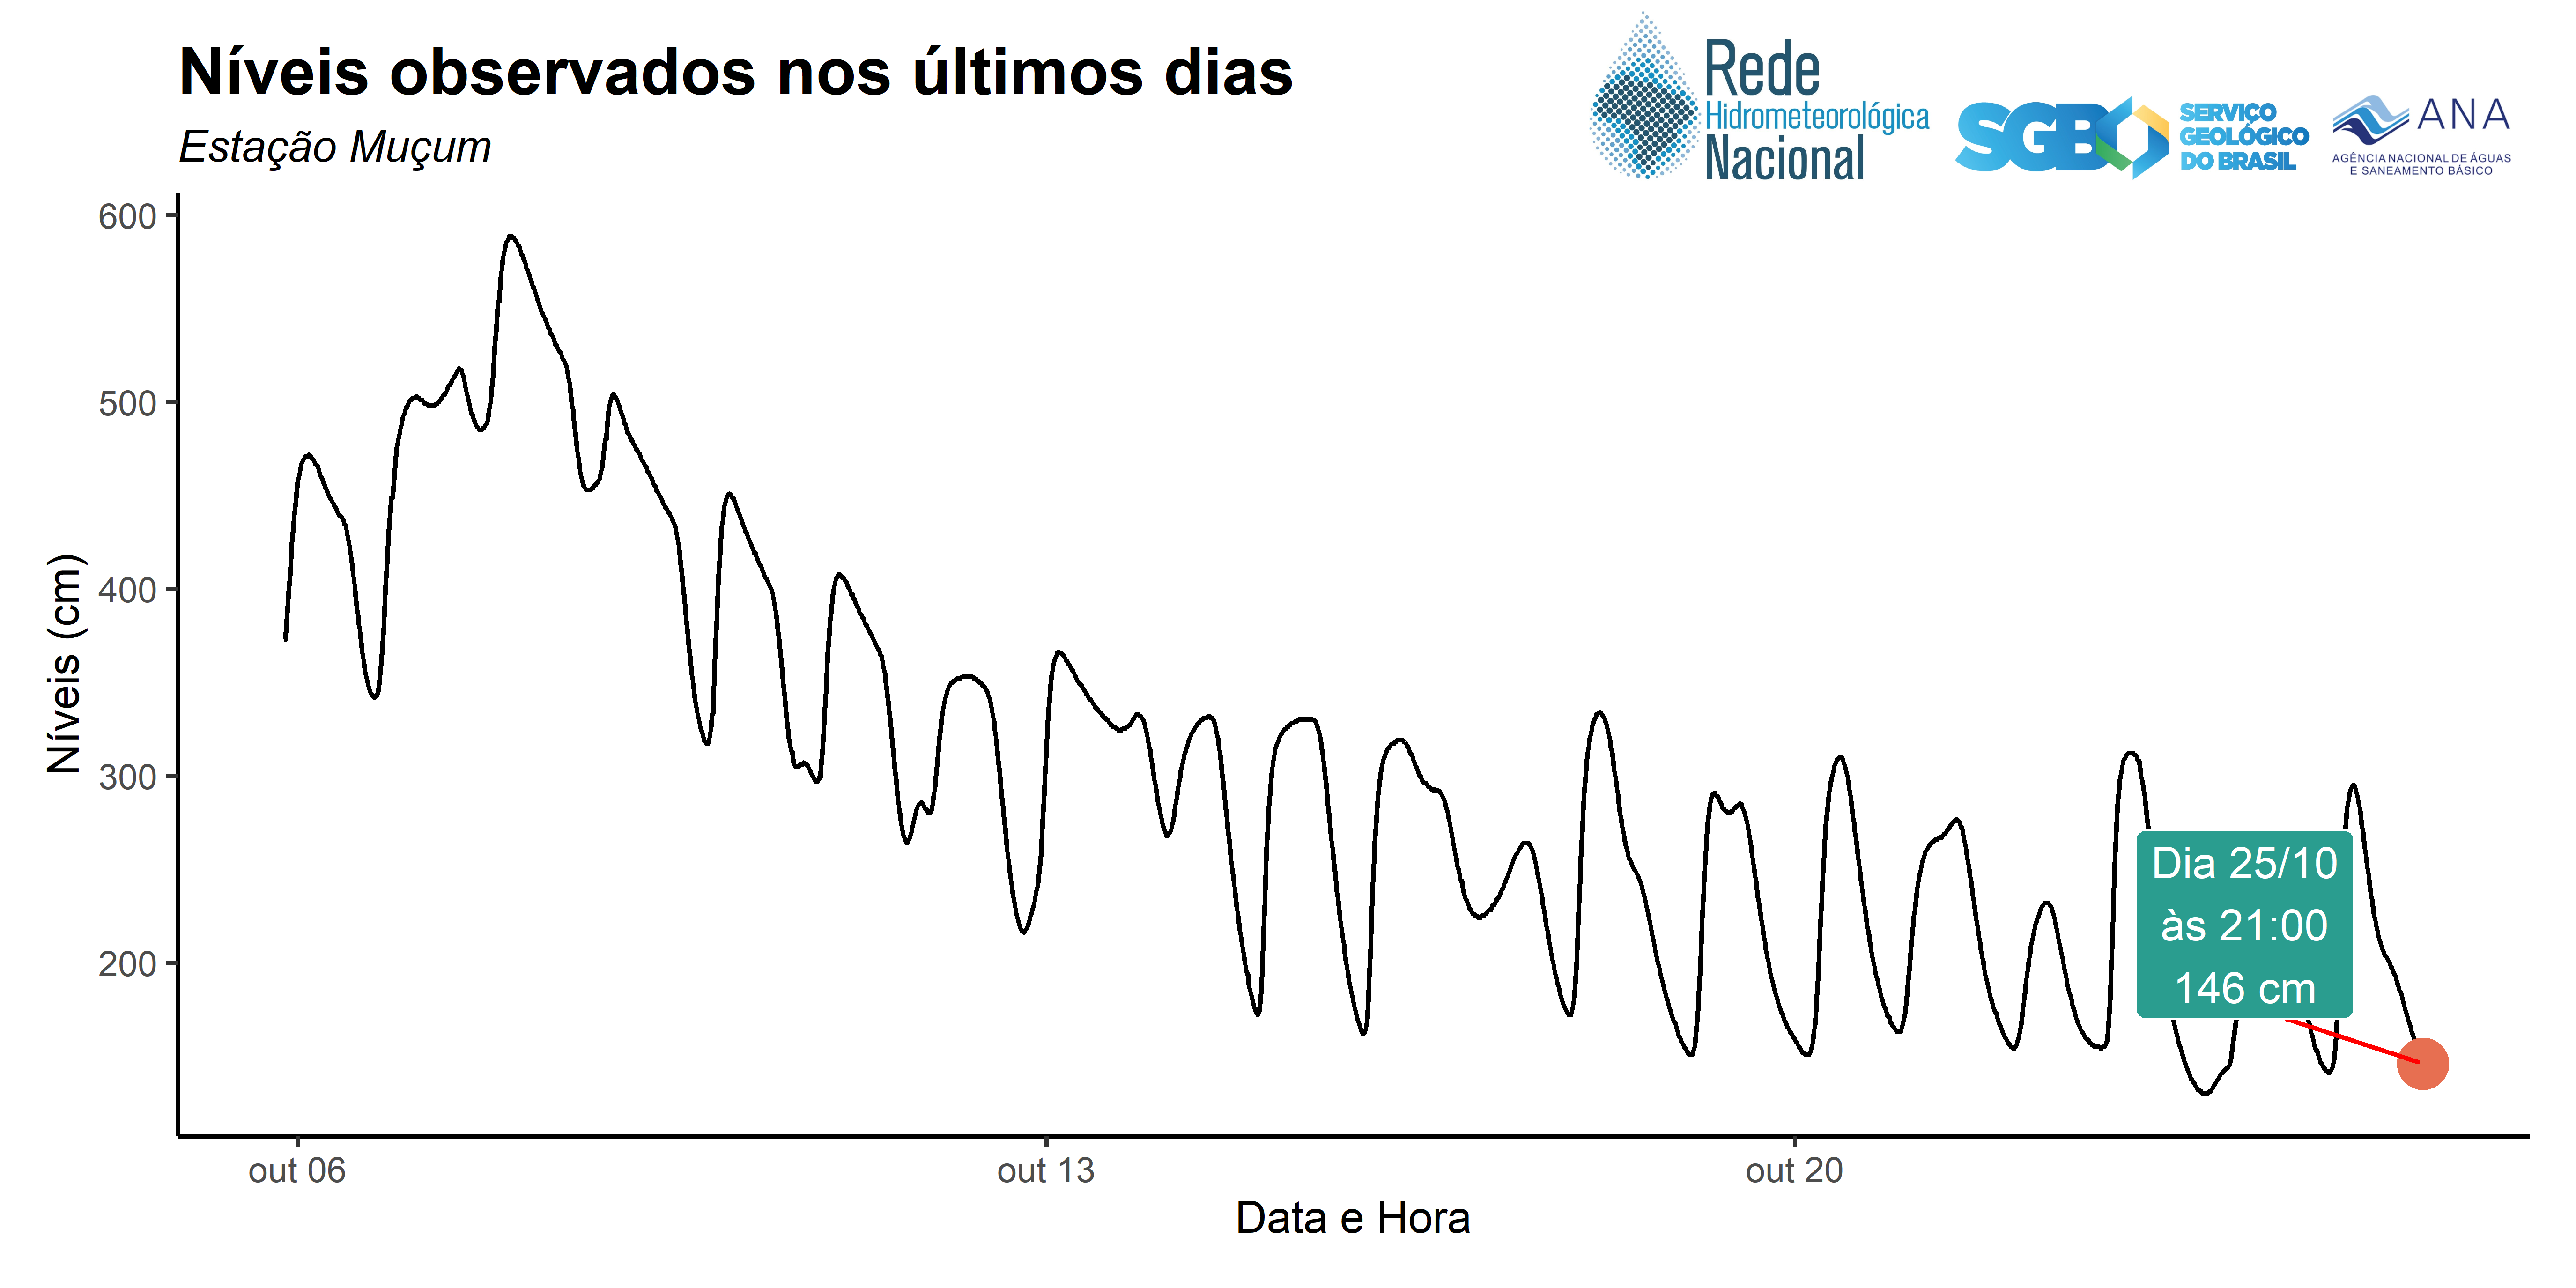 Níveis observados nos últimos dias
Estação Muçum
Rede
Hidrometeorológica
Nacional
SGB
SERVIÇO
GEOLÓGICO
DO BRASIL
ANA
AGÊNCIA NACIONAL DE ÁGUAS
E SANEAMENTO BÁSICO
Níveis (cm)
600
500
400
300
200
Dia 25/10
às 21:00
146 cm
out 06
out 13
out 20
Data e Hora